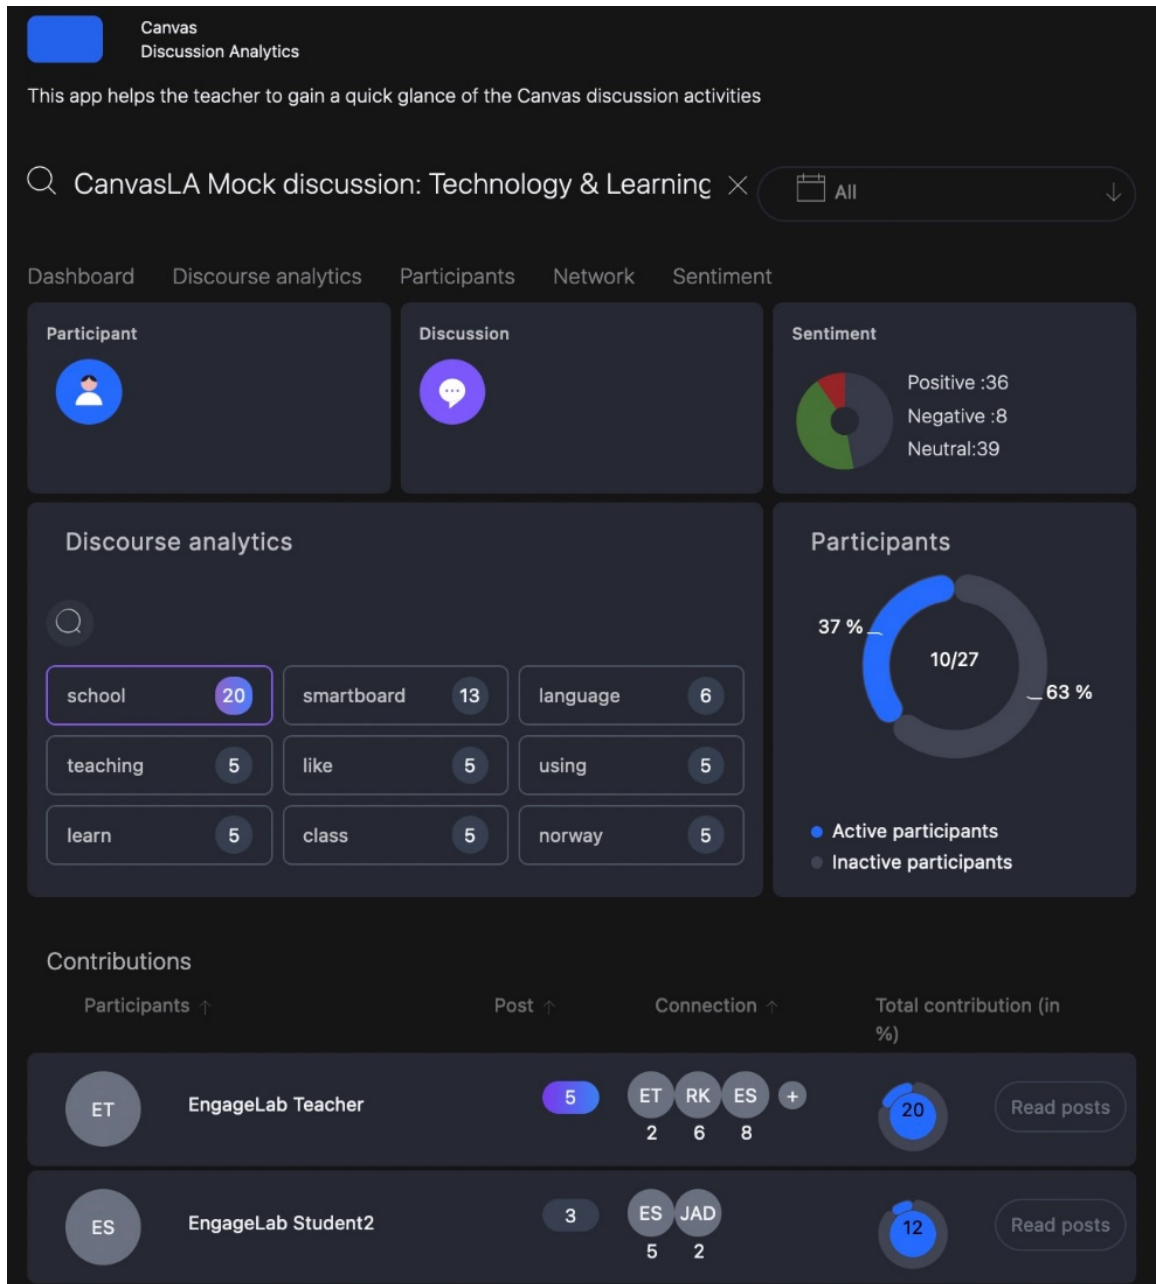 Canvas
Discussion Analytics
This app helps the teacher to gain a quick glance of the Canvas discussion activities
CanvasLA Mock discussion: Technology & Learning
All
Dashboard Discourse analytics Participants Network Sentiment
Participant
Discussion
Sentiment
Positive :36
Negative :8
Neutral:39
Discourse analytics
school 20 smartboard 13 language 6
teaching 5 like 5 using 5
learn 5 class 5 norway 5
Participants
37 %
10/27
63 %
Active participants
Inactive participants
Contributions
Participants ↑ Post ↑ Connection ↑ Total contribution (in
%)
ET EngageLab Teacher 5 ET RK ES + 20 Read posts
2 6 8
ES EngageLab Student2 3 ES JAD 12 Read posts
5 2